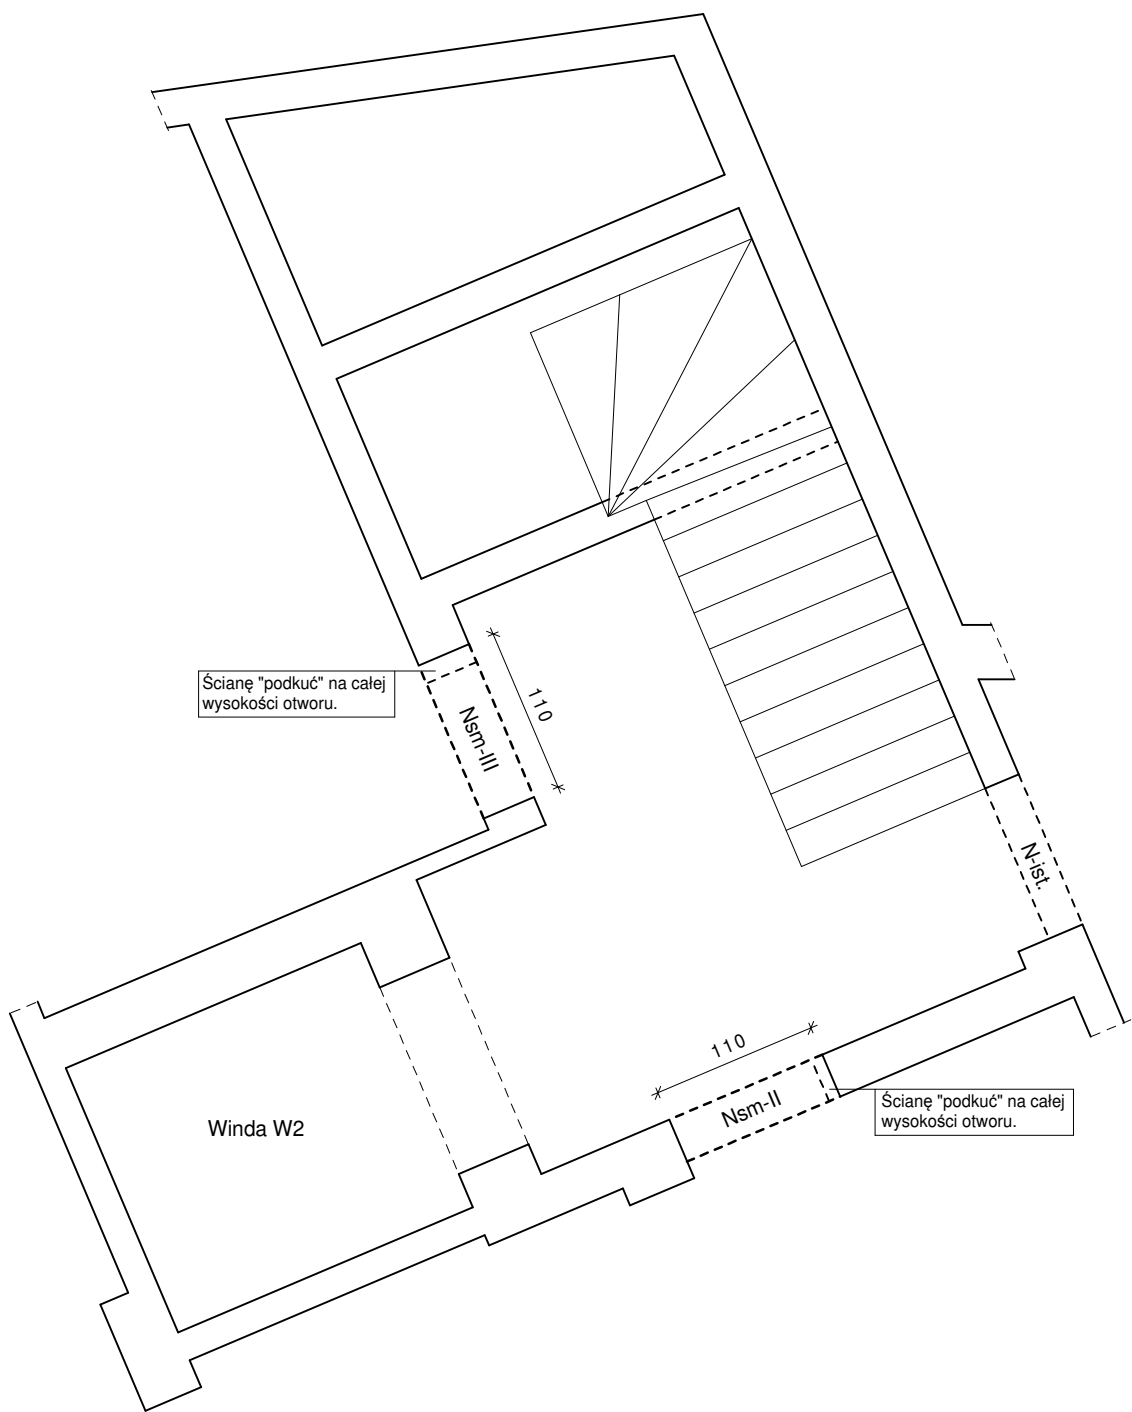 Ścianę "podkuć" na całej
wysokości otworu.
110
Nsm-III
N-ist.
110
Nsm-II
Ścianę "podkuć" na całej
wysokości otworu.
Winda W2